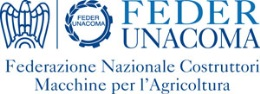 FEDER
UNACOMA
FEDER
UNACOMA
Federazione Nazionale Costruttori
Macchine per l'Agricoltura